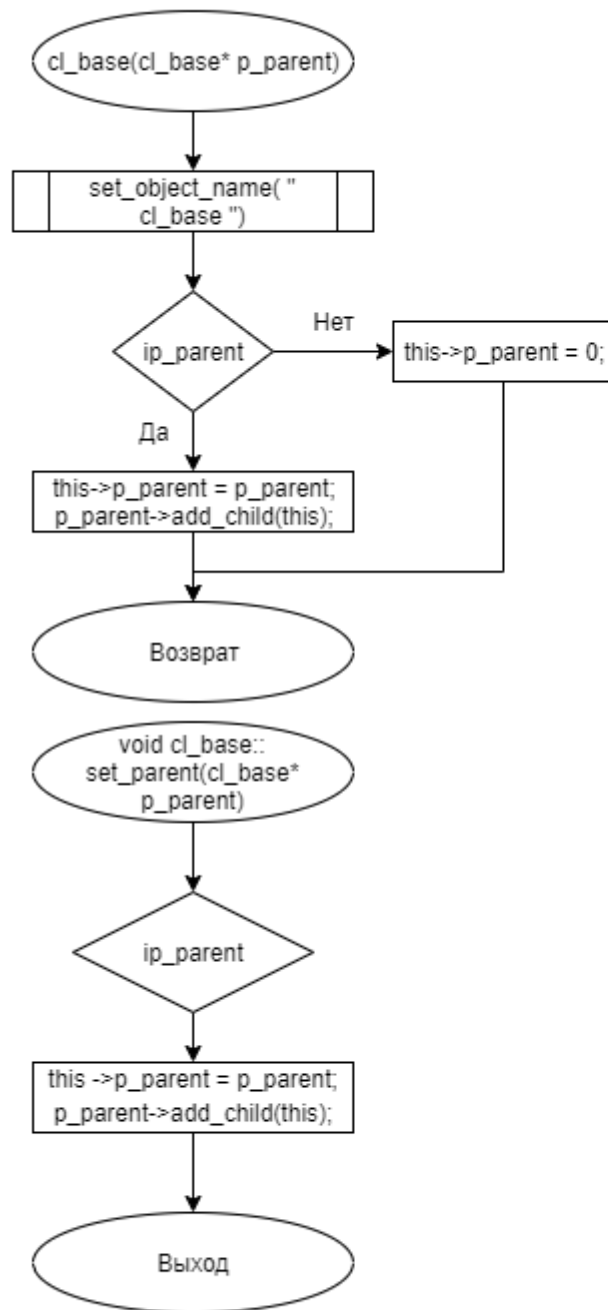 cl_base(cl_base* p_parent)
set_object_name( "
cl_base ")
ip_parent
Нет
this->p_parent = 0;
Да
this->p_parent = p_parent;
p_parent->add_child(this);
Возврат
void cl_base::
set_parent(cl_base*
p_parent)
ip_parent
this ->p_parent = p_parent;
p_parent->add_child(this);
Выход